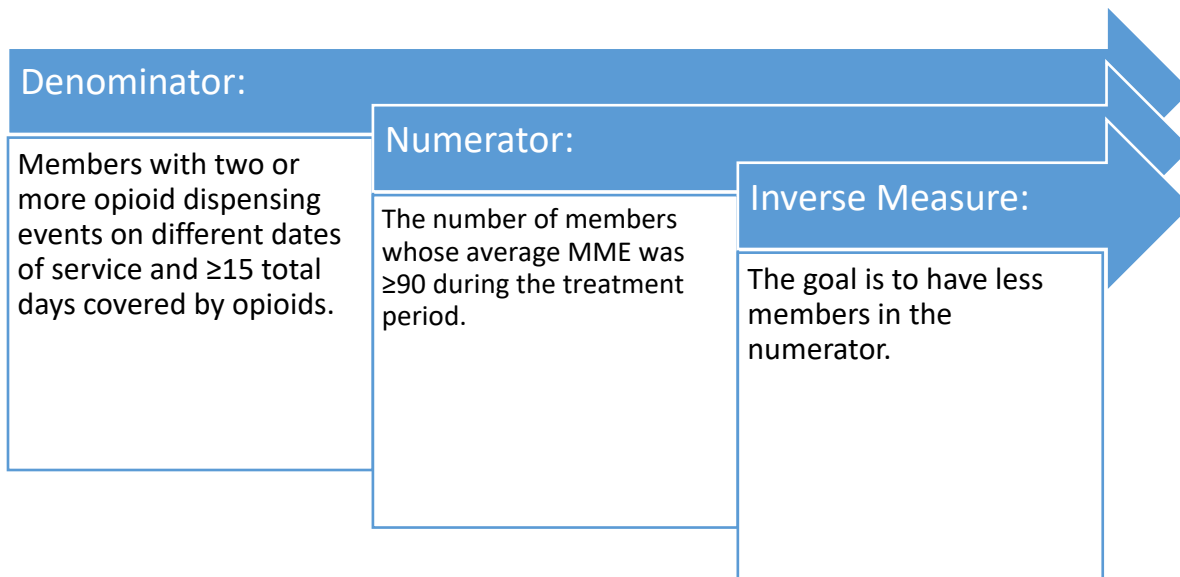 Denominator:
Members with two or
more opioid dispensing
events on different dates
of service and ≥15 total
days covered by opioids.
Numerator:
The number of members
whose average MME was
≥90 during the treatment
period.
Inverse Measure:
The goal is to have less
members in the
numerator.